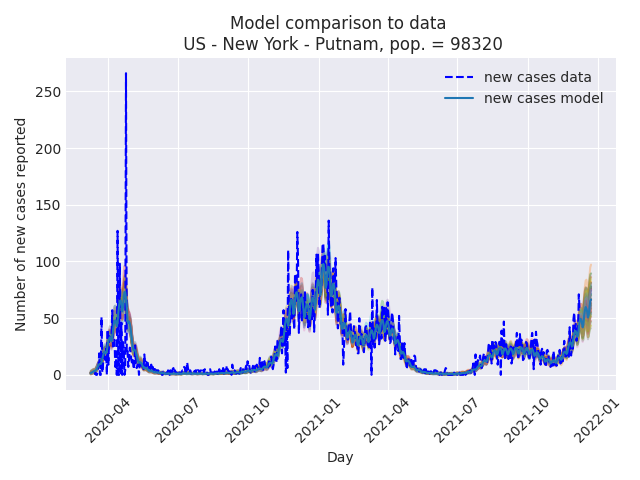 Model comparison to data
US - New York - Putnam, pop. = 98320
new cases data
new cases model
Number of new cases reported
250
200
150
100
50
0
2020-04
2020-07
2020-10
2021-01
2021-04
2021-07
2021-10
2022-01
Day